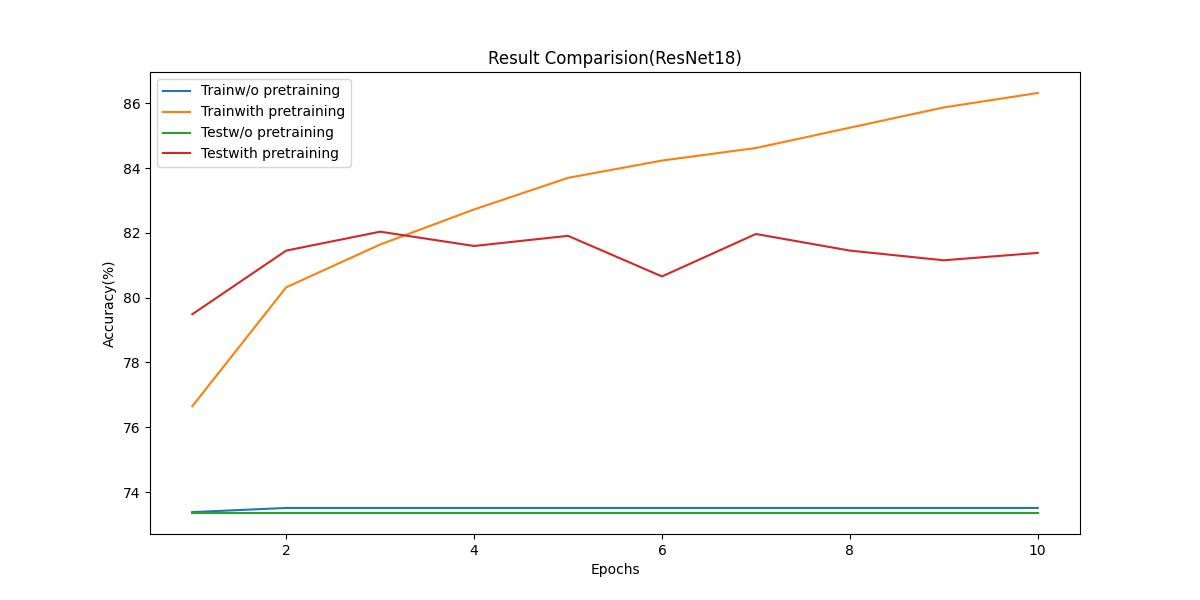 Result Comparision(ResNet18)
Trainw/o pretraining
Trainwith pretraining
Testw/o pretraining
Testwith pretraining
86
84
82
80
78
76
74
Accuracy(%)
2 4 6 8 10
Epochs